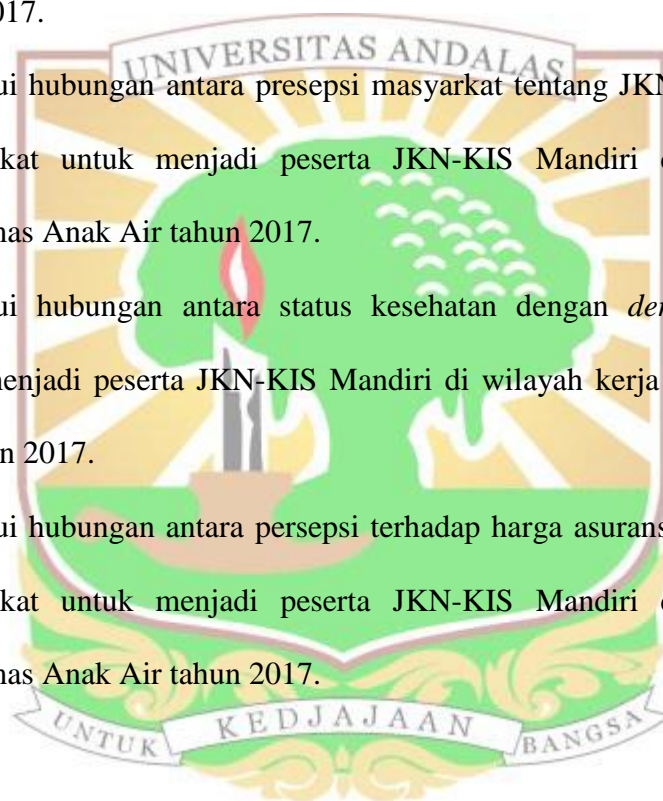 017.
UNIVERSITAS ANDALAS
ui hubungan antara presepsi masyarkat tentang JKN
kat untuk menjadi peserta JKN-KIS Mandiri
nas Anak Air tahun 2017.
ui hubungan antara status kesehatan dengan de
menjadi peserta JKN-KIS Mandiri di wilayah kerja
n 2017.
ui hubungan antara persepsi terhadap harga asurans
kat untuk menjadi peserta JKN-KIS Mandiri
nas Anak Air tahun 2017.
UNTUK KEDJAJAAN BANGSA